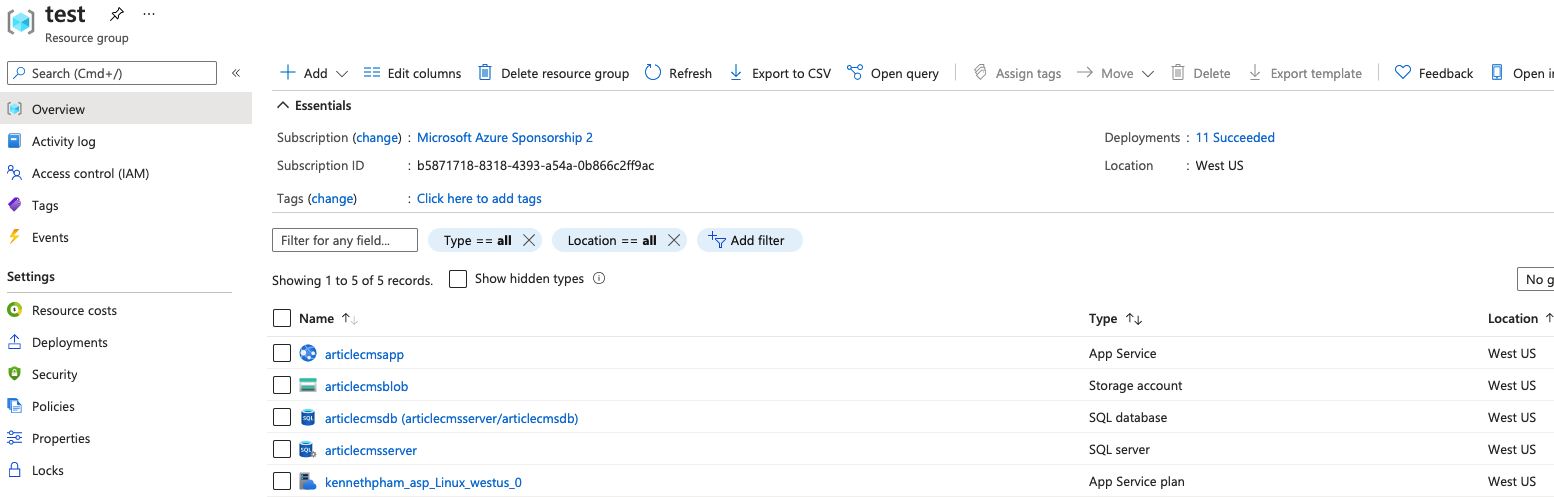 test ...
Resource group
Search (Cmd+/) «
Add Edit columns Delete resource group Refresh Export to CSV Open query Assign tags Move Delete Export template Feedback Open in
Overview
Activity log
Access control (IAM)
Tags
Events
Settings
Resource costs
Deployments
Security
Policies
Properties
Locks
Essentials
Subscription (change) : Microsoft Azure Sponsorship 2 Deployments : 11 Succeeded
Subscription ID : b5871718-8318-4393-a54a-0b866c2ff9ac Location : West US
Tags (change) : Click here to add tags
Filter for any field... Type == all Location == all Add filter
Showing 1 to 5 of 5 records. Show hidden types No g
Name ↑↓ Type ↑↓ Location ↑
articlecmsapp App Service West US
articlecmsblob Storage account West US
articlecmsdb (articlecmsserver/articlecmsdb) SQL database West US
articlecmsserver SQL server West US
kennethpham_asp_Linux_westus_0 App Service plan West US